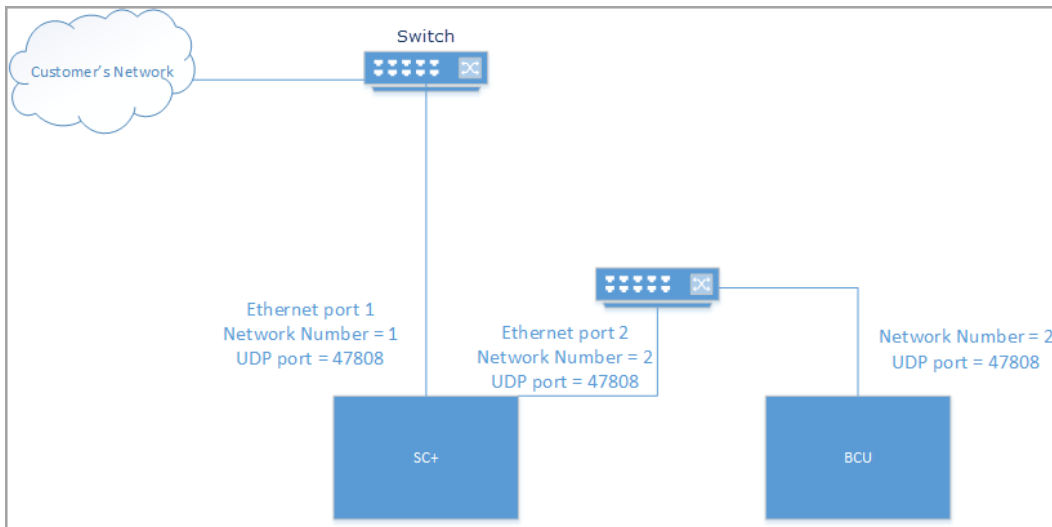 Switch
Customer's Network
Ethernet port 1
Network Number = 1
UDP port = 47808
Ethernet port 2
Network Number = 2
UDP port = 47808
Network Number = 2
UDP port = 47808
SC+
BCU